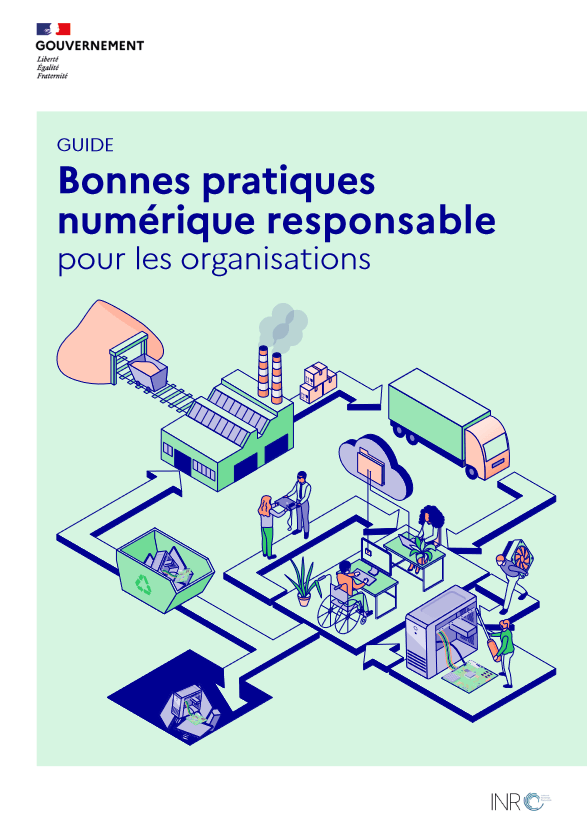 GOUVERNEMENT
Liberté
Égalité
Fraternité
GUIDE
Bonnes pratiques
numérique responsable
pour les organisations
INR